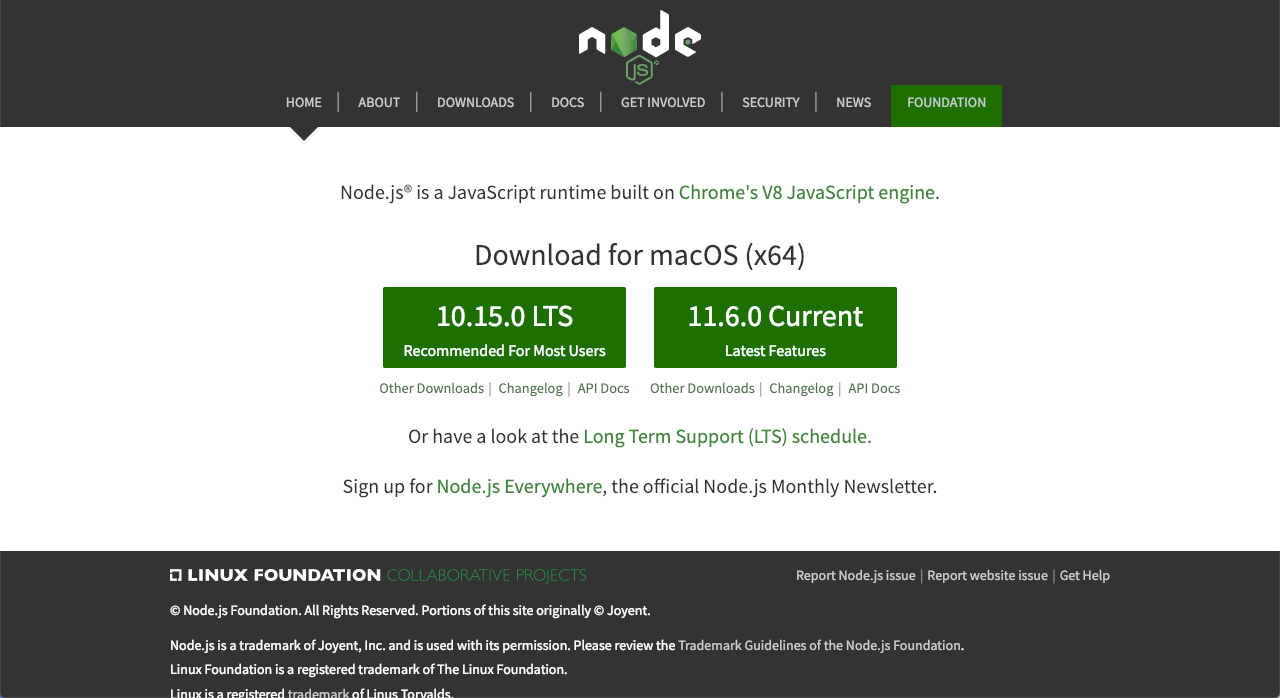 node
JS
HOME | ABOUT | DOWNLOADS | DOCS | GET INVOLVED | SECURITY | NEWS FOUNDATION
Node.js® is a JavaScript runtime built on Chrome's V8 JavaScript engine.
Download for macOS (x64)
10.15.0 LTS
Recommended For Most Users
11.6.0 Current
Latest Features
Other Downloads | Changelog | API Docs
Other Downloads | Changelog | API Docs
Or have a look at the Long Term Support (LTS) schedule.
Sign up for Node.js Everywhere, the official Node.js Monthly Newsletter.
LINUX FOUNDATION COLLABORATIVE PROJECTS
Report Node.js issue | Report website issue | Get Help
© Node.js Foundation. All Rights Reserved. Portions of this site originally © Joyent.
Node.js is a trademark of Joyent, Inc. and is used with its permission. Please review the Trademark Guidelines of the Node.js Foundation.
Linux Foundation is a registered trademark of The Linux Foundation.
Linux is a registered trademark of Linus Torvalds.